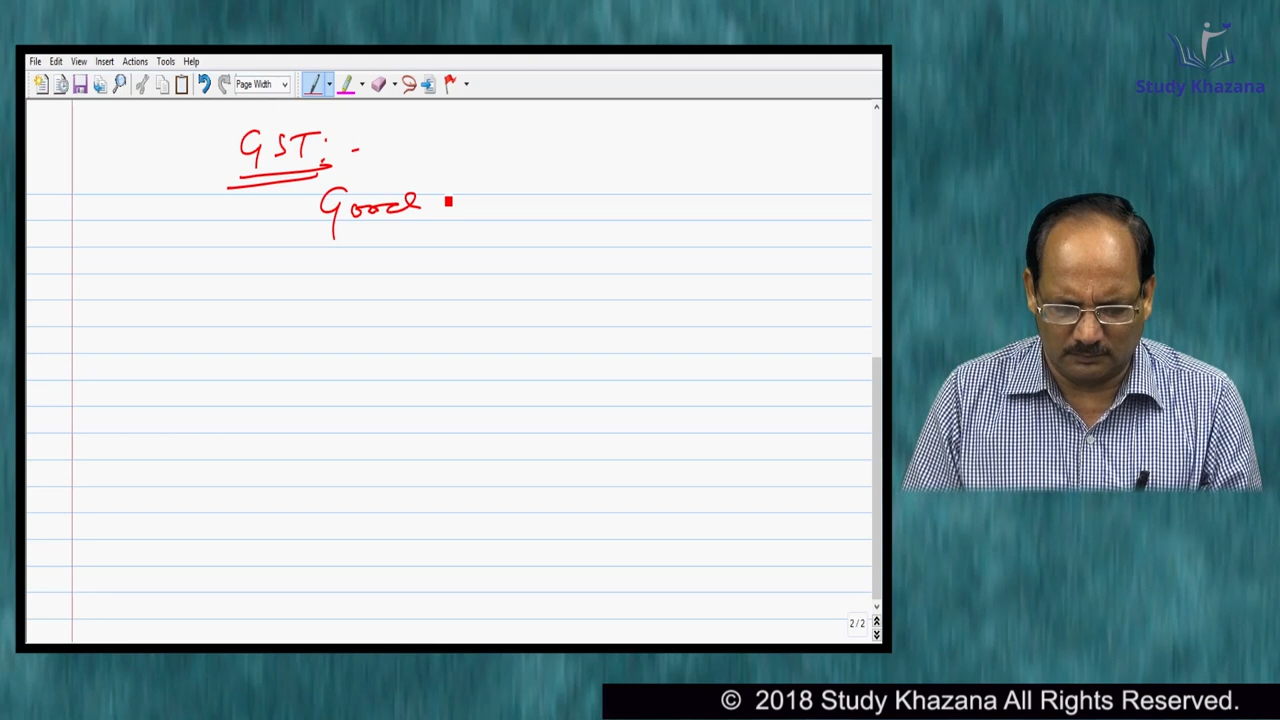 Study Khazana
File Edit View Insert Actions Tools Help
Page Width
GST:-
Good
2/2
© 2018 Study Khazana All Rights Reserved.